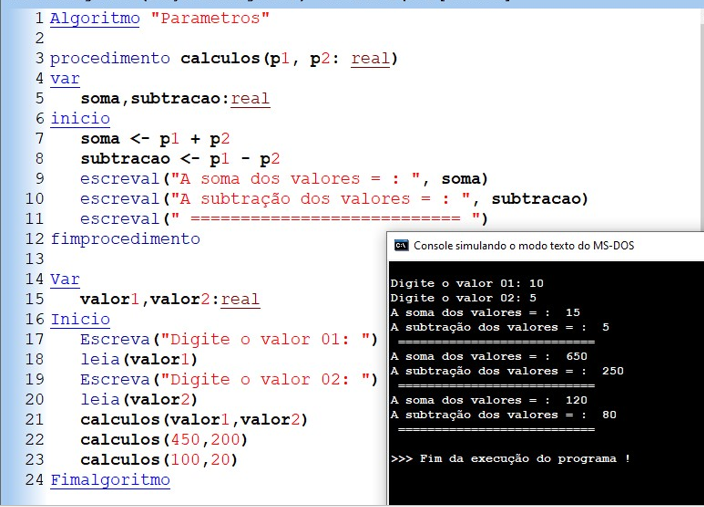 1 Algoritmo "Parametros"
2
3 procedimento calculos(p1, p2: real)
4 var
5 soma,subtracao:real
6 inicio
7 soma <- p1 + p2
8 subtracao <- p1 - p2
9 escreval("A soma dos valores = : ", soma)
10 escreval("A subtração dos valores = : ", subtracao)
11 escreval(" =========================== ")
12 fimprocedimento
13
14 Var
15 valor1,valor2:real
16 Inicio
17 Escreva("Digite o valor 01: ")
18 leia(valor1)
19 Escreva("Digite o valor 02: ")
20 leia(valor2)
21 calculos(valor1,valor2)
22 calculos(450,200)
23 calculos(100,20)
24 Fimalgoritmo
Console simulando o modo texto do MS-DOS
Digite o valor 01: 10
Digite o valor 02: 5
A soma dos valores = : 15
A subtração dos valores = : 5
===========================
A soma dos valores = : 650
A subtração dos valores = : 250
===========================
A soma dos valores = : 120
A subtração dos valores = : 80
===========================
>>> Fim da execução do programa !